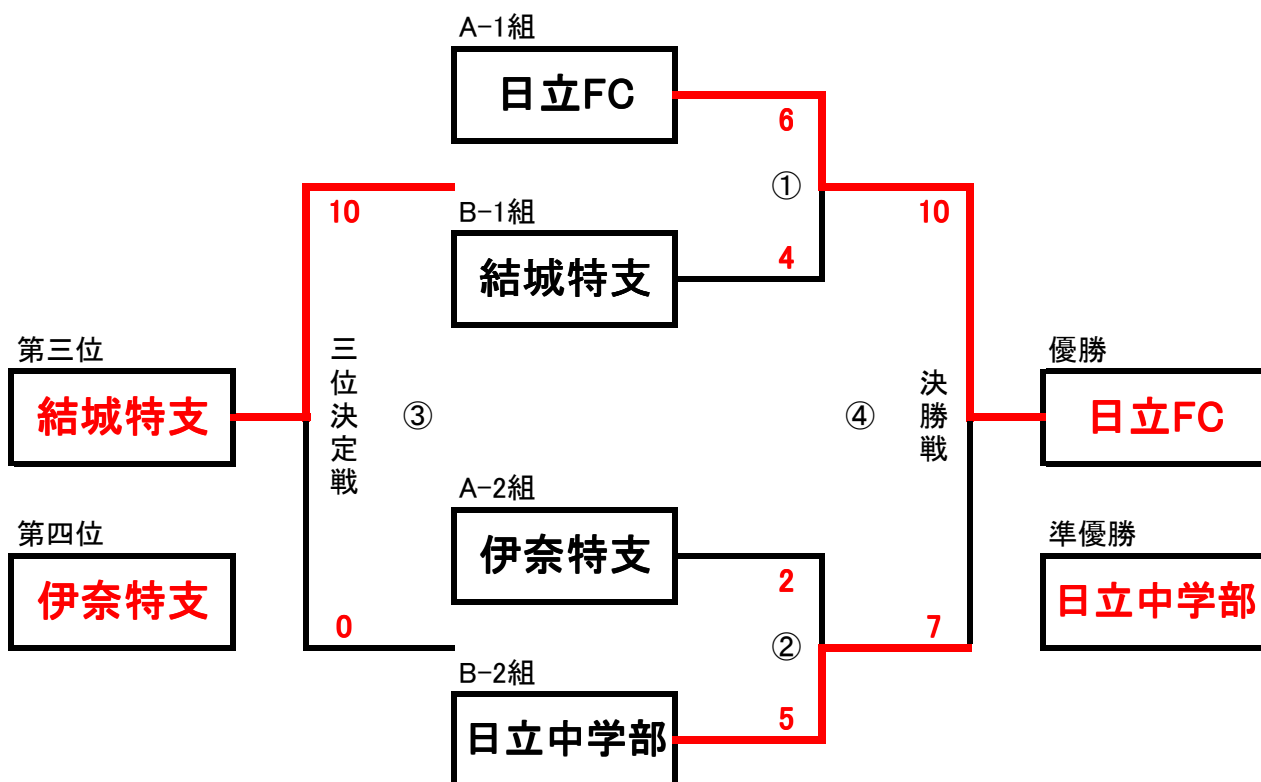 A-1組
日立FC
6
①
10
10
B-1組
4
結城特支
第三位
結城特支
三位決定戦
③
④
決勝戦
優勝
日立FC
A-2組
伊奈特支
2
第四位
伊奈特支
準優勝
日立中学部
0
②
7
B-2組
5
日立中学部